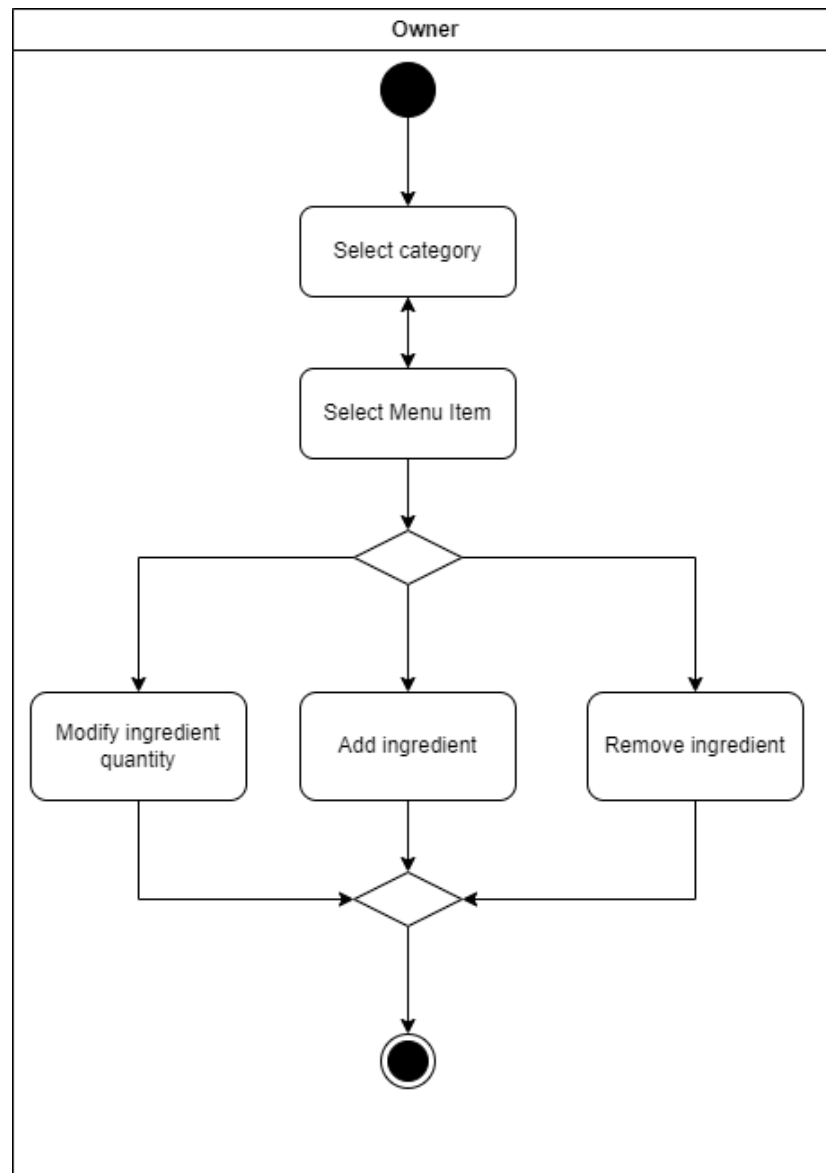 Owner
Select category
Select Menu Item
Modify ingredient
quantity
Add ingredient
Remove ingredient